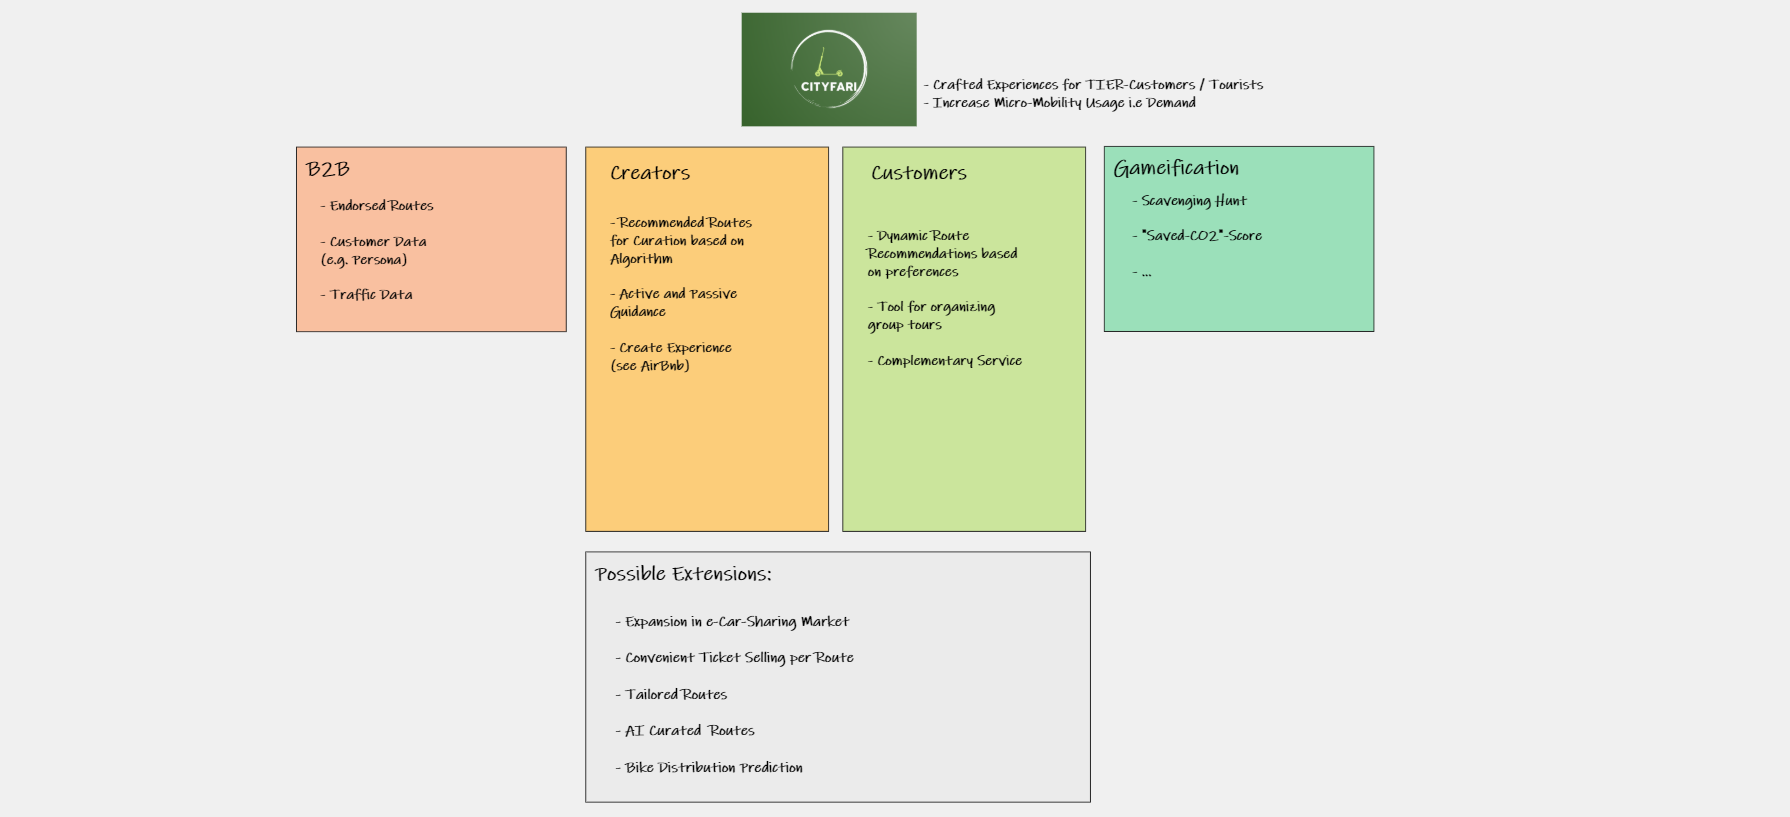 CITYFARI
- Crafted Experiences for TIER-Customers / Tourists
- Increase Micro-Mobility Usage i.e Demand
B2B
- Endorsed Routes
- Customer Data
(e.g. Persona)
- Traffic Data
Creators
- Recommended Routes
for Curation based on
Algorithm
- Active and Passive
Guidance
- Create Experience
(see AirBnb)
Customers
- Dynamic Route
Recommendations based
on preferences
- Tool for organizing
group tours
- Complementary Service
Gameification
- Scavenging Hunt
- "Saved-CO2"-Score
- ...
Possible Extensions:
- Expansion in e-Car-Sharing Market
- Convenient Ticket Selling per Route
- Tailored Routes
- AI Curated Routes
- Bike Distribution Prediction